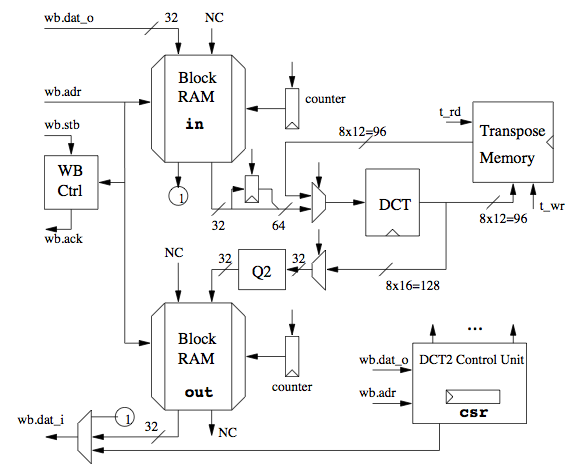 wb.dat_o
32
NC
wb.adr
Block
RAM
in
counter
wb.stb
WB
Ctrl
wb.ack
1
32
64
8x12=96
t_rd
Transpose
Memory
t_wr
8x12=96
DCT
NC
32
Q2
32
8x16=128
Block
RAM
out
counter
NC
wb.dat_i
1
32
...
wb.dat_o
DCT2 Control Unit
wb.adr
csr